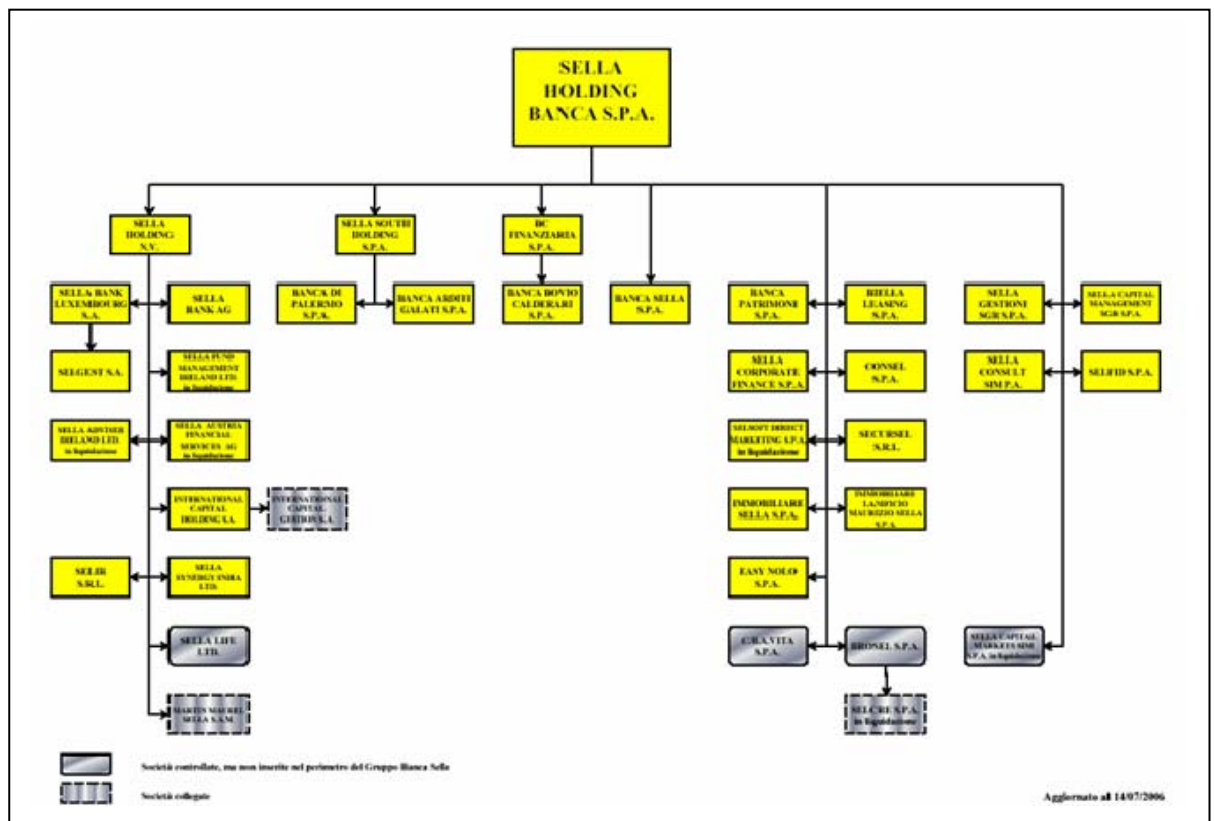 SELLA
HOLDING
BANCA S.P.A.
SELLA
HOLDING
N.V.
SELLA SOUTH
HOLDING
S.P.A.
BC
FINANZIARIA
S.P.A.
SELLA BANK
LUXEMBOURG
S.A.
SELLA
BANK AG
BANCA DI
PALERMO
S.P.A.
BANCA ARDITI
GALATI S.P.A.
BANCA BOVIO
CALDERARI
S.P.A.
BANCA SELLA
S.P.A.
BANCA
PATRIMONI
S.P.A.
BIELLA
LEASING
S.P.A.
SELLA
GESTIONI
SGR S.P.A.
SELLA CAPITAL
MANAGEMENT
SGR S.P.A.
SELGEST S.A.
SELLA FUND
MANAGEMENT
IRELAND LTD.
in liquidazione
SELLA
CORPORATE
FINANCE S.P.A.
CONSEL
S.P.A.
SELLA
CONSULT
SIM P.A.
SELFID S.P.A.
SELLA ADVISER
IRELAND LTD.
in liquidazione
SELLA AUSTRIA
FINANCIAL
SERVICES AG
in liquidazione
SELSOFT DIRECT
MARKETING S.P.A.
in liquidazione
SECURSEL
S.R.L.
INTERNATIONAL
CAPITAL
HOLDING S.A.
INTERNATIONAL
CAPITAL
GESTION S.A.
IMMOBILIARE
SELLA S.P.A.
IMMOBILIARE
LANIFICIO
MAURIZIO SELLA
S.P.A.
SELIR
S.R.L.
SELLA
SYNERGY INDIA
LTD.
EASY NOLO
S.P.A.
SELLA LIFE
LTD.
C.B.A. VITA
S.P.A.
BROSEL S.P.A.
SELLA CAPITAL
MARKETS SIM
S.P.A. in liquidazione
MARTIN MAUREL
SELLA S.A.M.
SELCRE S.P.A.
in liquidazione
Società controllate, ma non inserite nel perimetro del Gruppo Banca Sella
Società collegate
Aggiornato all 14/07/2006